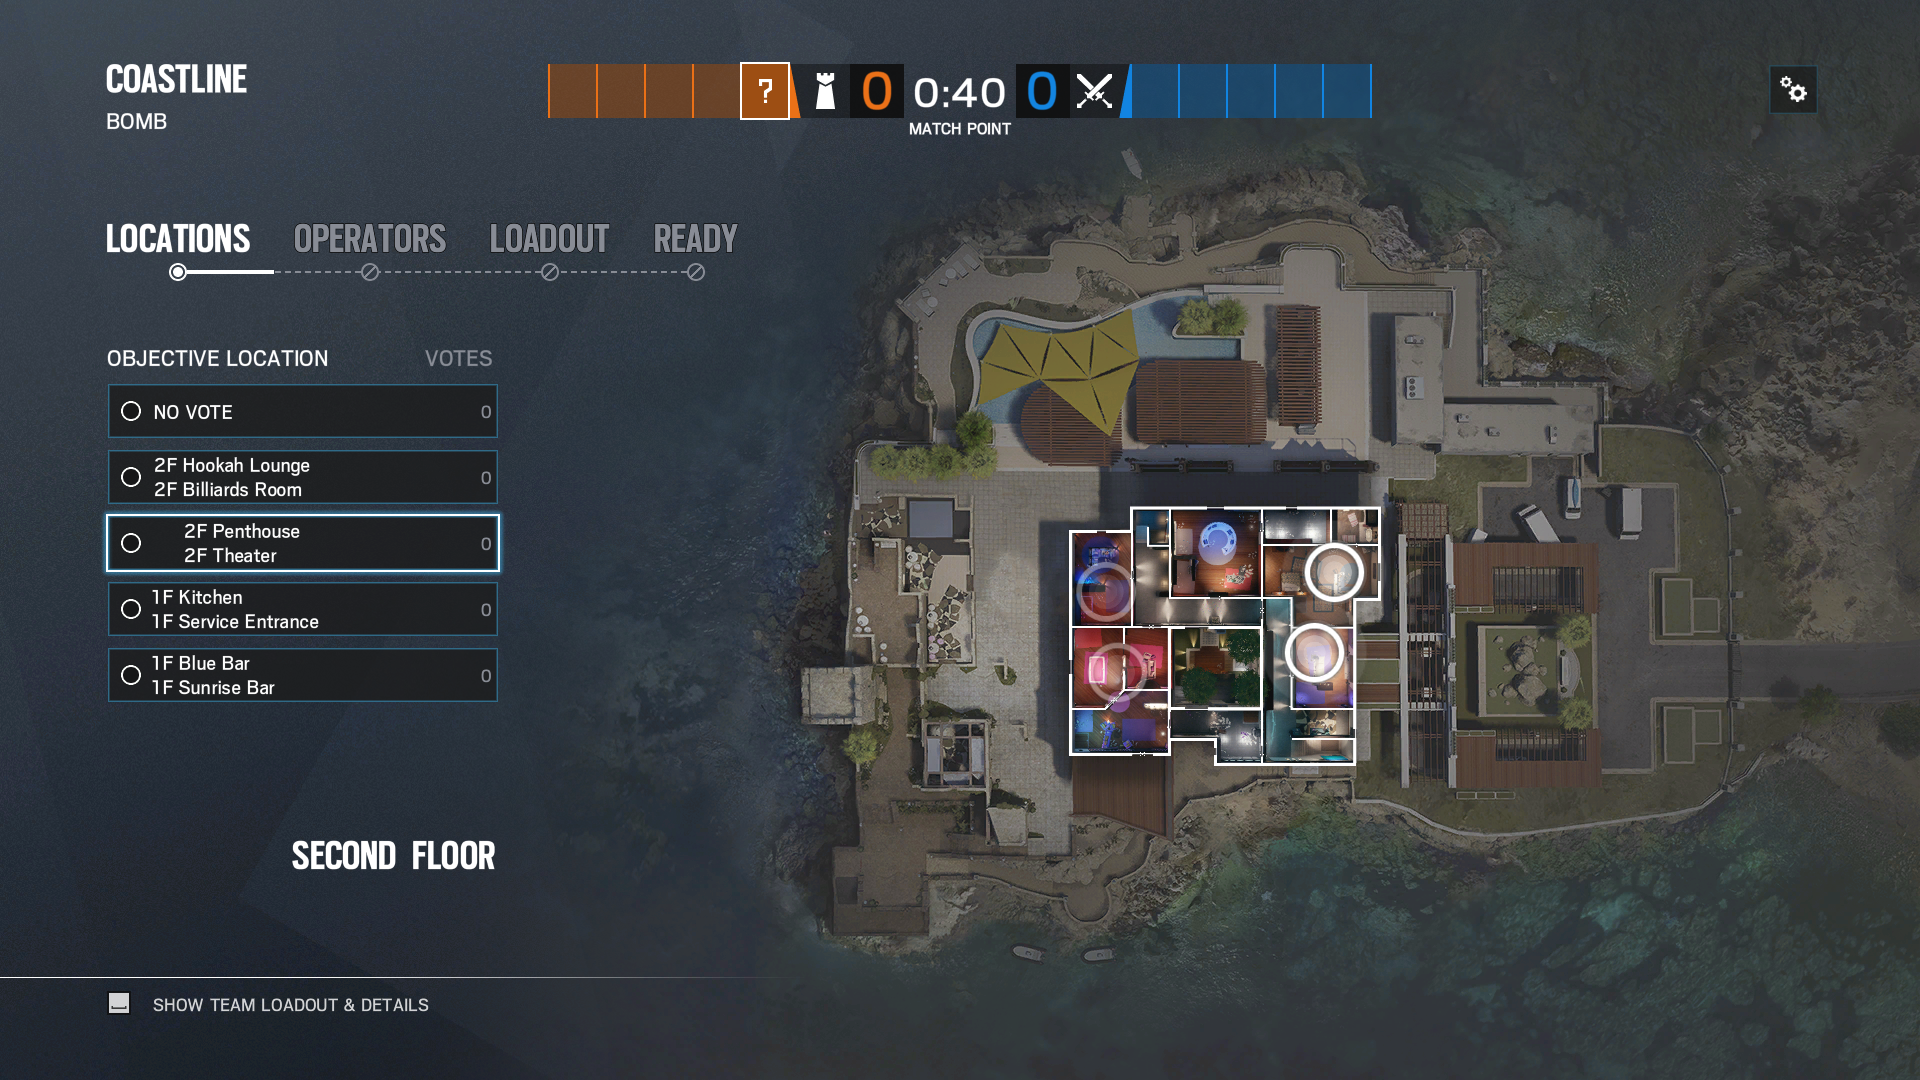 COASTLINE
BOMB
?
0
0:40
0
MATCH POINT
LOCATIONS
OPERATORS
LOADOUT
READY
OBJECTIVE LOCATION
VOTES
NO VOTE
0
2F Hookah Lounge
2F Billiards Room
0
2F Penthouse
2F Theater
0
1F Kitchen
1F Service Entrance
0
1F Blue Bar
1F Sunrise Bar
0
SECOND FLOOR
SHOW TEAM LOADOUT & DETAILS